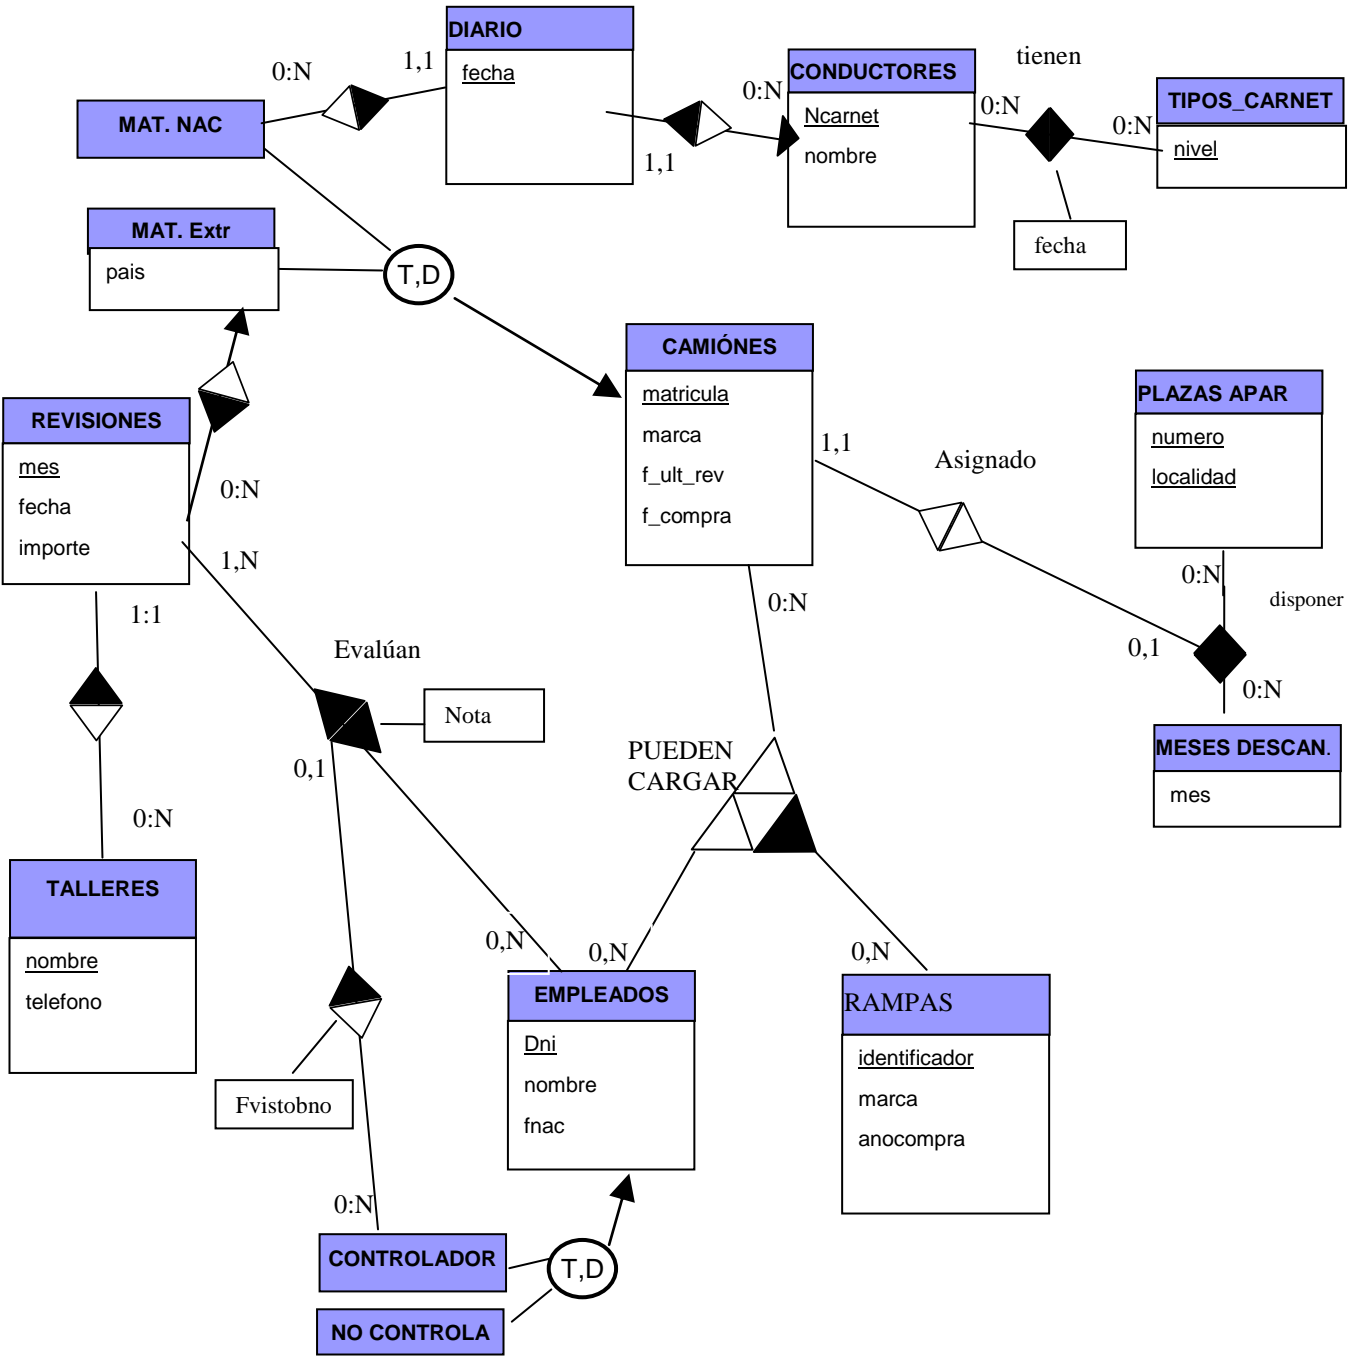 DIARIO
fecha
0:N
1,1
MAT. NAC
1,1
0:N
CONDUCTORES
Ncarnet
nombre
tienen
0:N
0:N
TIPOS_CARNET
nivel
fecha
MAT. Extr
pais
T,D
CAMIÓNES
matricula
marca
f_ult_rev
f_compra
REVISIONES
mes
fecha
importe
0:N
1,N
1:1
1,1
Asignado
PLAZAS APAR
numero
localidad
0:N
disponer
0,1
0:N
MESES DESCAN.
mes
0:N
Evalúan
Nota
0,1
PUEDEN
CARGAR
0:N
TALLERES
nombre
telefono
0,N
0,N
0,N
EMPLEADOS
Dni
nombre
fnac
RAMPAS
identificador
marca
anocompra
Fvistobno
0:N
CONTROLADOR
T,D
NO CONTROLA